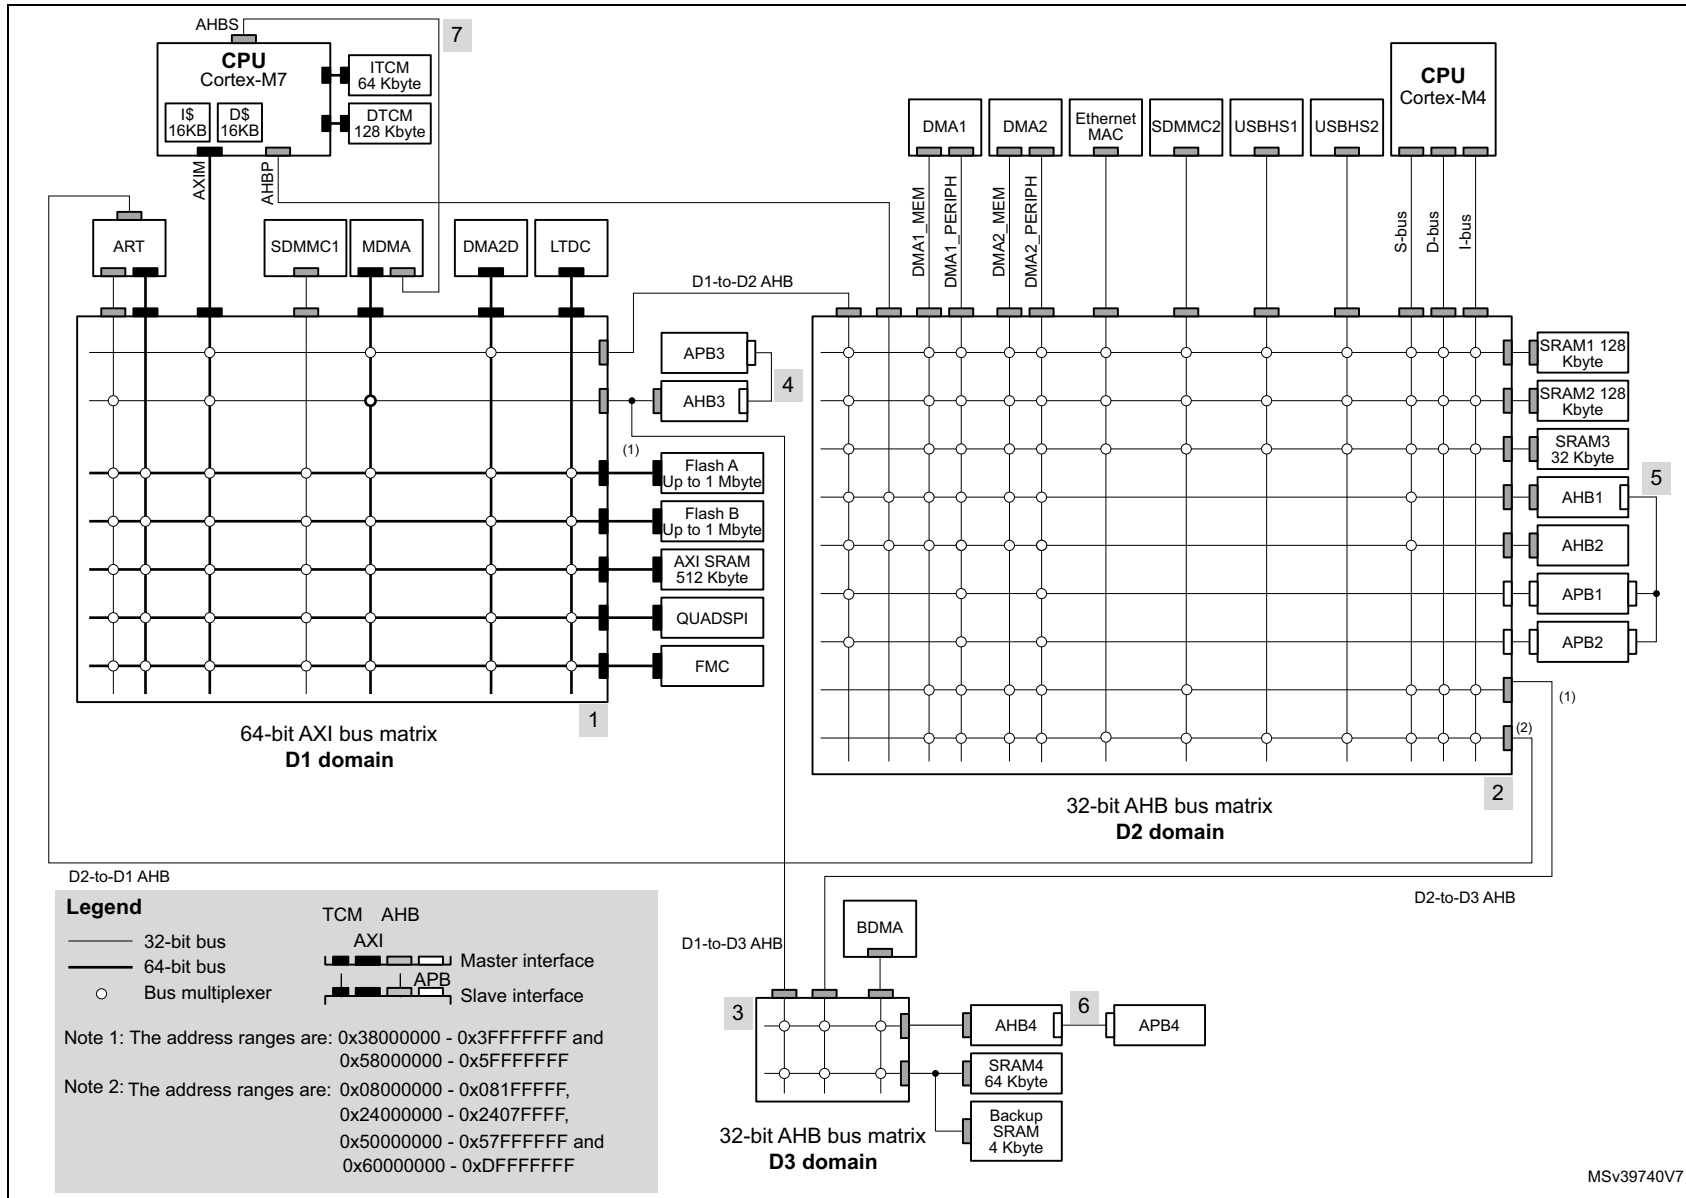 AHBS
7
CPU
Cortex-M7
I$
16KB
D$
16KB
ITCM
64 Kbyte
DTCM
128 Kbyte
AXIM
AHBP
DMA1
DMA2
Ethernet
MAC
SDMMC2
USBHS1
USBHS2
CPU
Cortex-M4
DMA1_MEM
DMA1_PERIPH
DMA2_MEM
DMA2_PERIPH
S-bus
D-bus
I-bus
ART
SDMMC1
MDMA
DMA2D
LTDC
D1-to-D2 AHB
APB3
AHB3
4
(1)
Flash A
Up to 1 Mbyte
Flash B
Up to 1 Mbyte
AXI SRAM
512 Kbyte
QUADSPI
FMC
1
64-bit AXI bus matrix
D1 domain
SRAM1 128
Kbyte
SRAM2 128
Kbyte
SRAM3
32 Kbyte
AHB1
5
AHB2
APB1
APB2
(1)
(2)
2
32-bit AHB bus matrix
D2 domain
D2-to-D1 AHB
D2-to-D3 AHB
D1-to-D3 AHB
BDMA
3
AHB4
6
APB4
SRAM4
64 Kbyte
Backup
SRAM
4 Kbyte
32-bit AHB bus matrix
D3 domain
Legend
32-bit bus
64-bit bus
Bus multiplexer
TCM AHB
AXI
Master interface
APB
Slave interface
Note 1: The address ranges are: 0x38000000 - 0x3FFFFFFF and
0x58000000 - 0x5FFFFFFF
Note 2: The address ranges are: 0x08000000 - 0x081FFFFF,
0x24000000 - 0x2407FFFF,
0x50000000 - 0x57FFFFFF and
0x60000000 - 0xDFFFFFFF
MSv39740V7